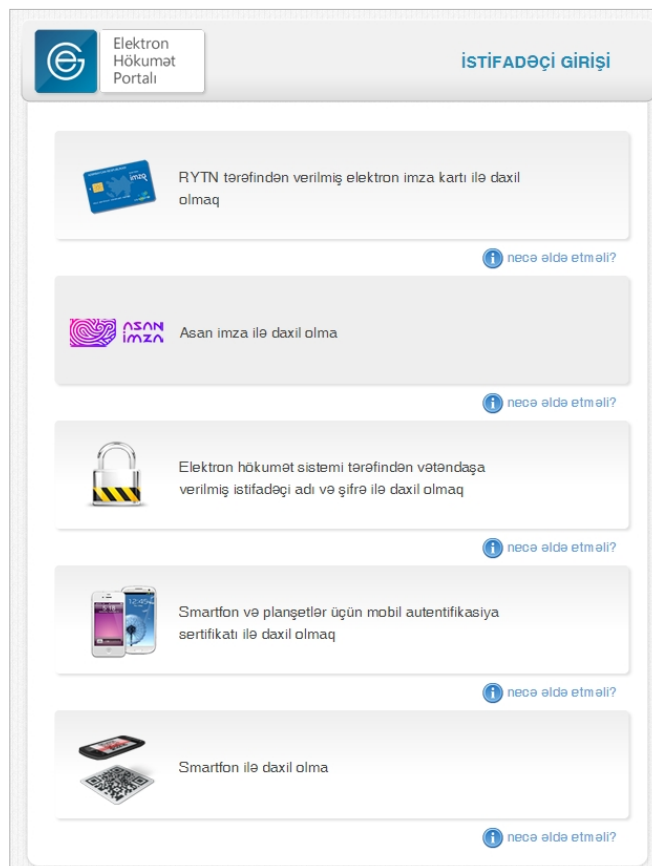 Elektron
Hökumət
Portalı
İSTİFADƏÇİ GİRİŞİ
RYTN tərəfindən verilmiş elektron imza kartı ilə daxil
olmaq
necə əldə etməli?
ASAN
İMZA
Asan imza ilə daxil olma
necə əldə etməli?
Elektron hökumət sistemi tərəfindən vətəndaşa
verilmiş istifadəçi adı və şifrə ilə daxil olmaq
necə əldə etməli?
Smartfon və planşetlər üçün mobil autentifikasiya
sertifikatı ilə daxil olmaq
necə əldə etməli?
Smartfon ilə daxil olma
necə əldə etməli?